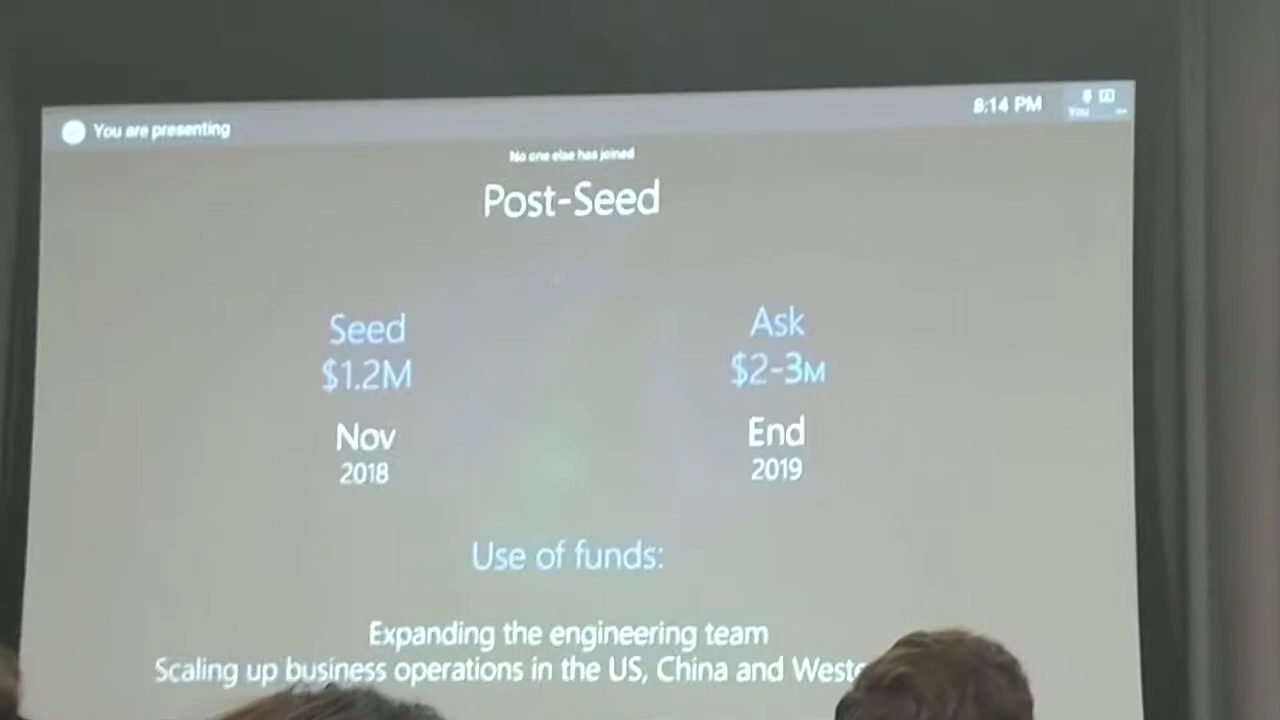 You are presenting
8:14 PM
You
No one else has joined
Post-Seed
Seed
$1.2M
Nov
2018
Ask
$2-3M
End
2019
Use of funds:
Expanding the engineering team
Scaling up business operations in the US, China and